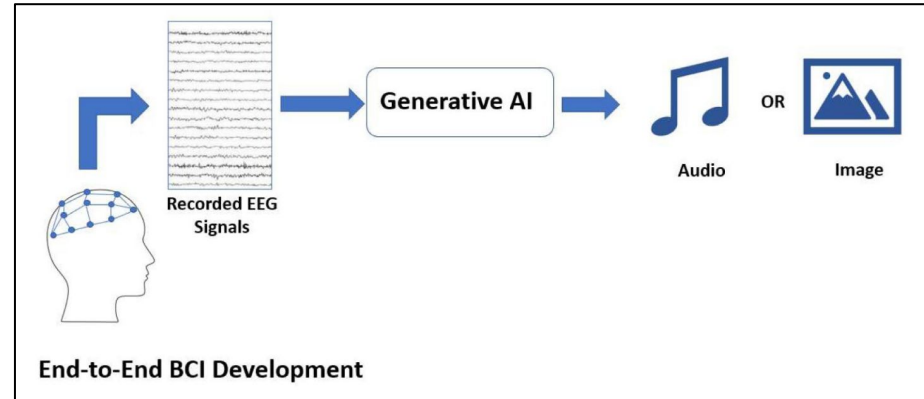 Recorded EEG
Signals
Generative AI
Audio
OR
Image
End-to-End BCI Development